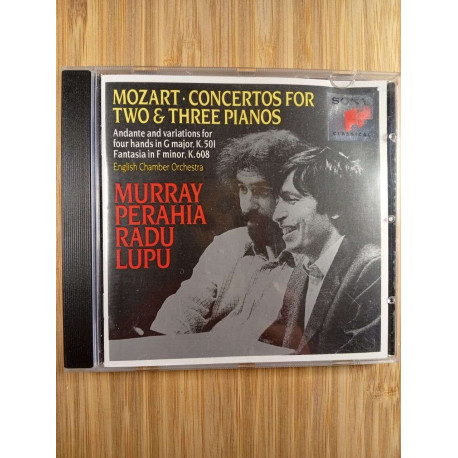 MOZART · CONCERTOS FOR
TWO & THREE PIANOS
Andante and variations for
four hands in G major, K.501
Fantasia in F minor, K.608
English Chamber Orchestra
MURRAY
PERAHIA
RADU
LUPU
SONY
CLASSICAL